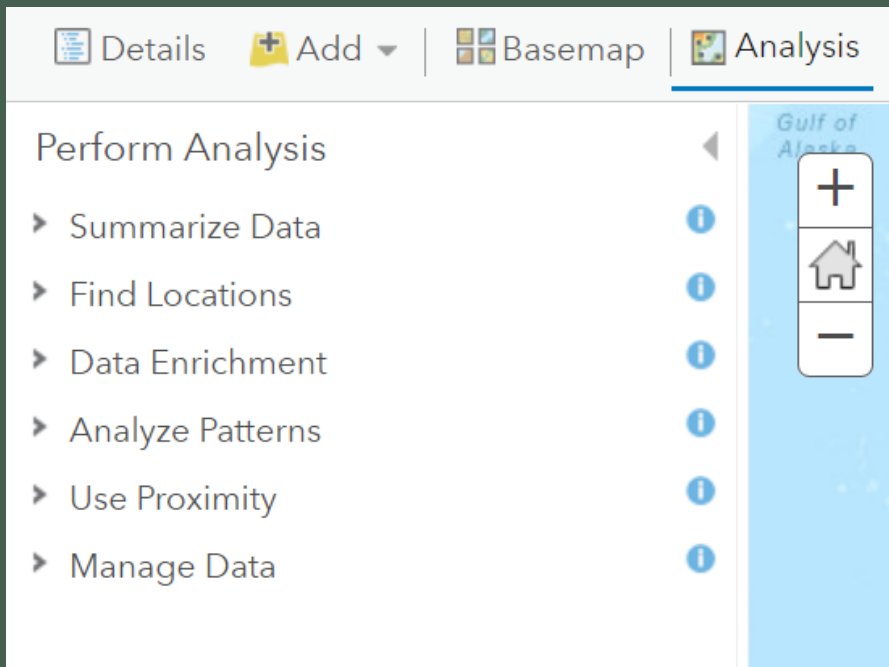 Details Add Basemap Analysis
Perform Analysis
Gulf of
Alaska
Summarize Data
Find Locations
Data Enrichment
Analyze Patterns
Use Proximity
Manage Data